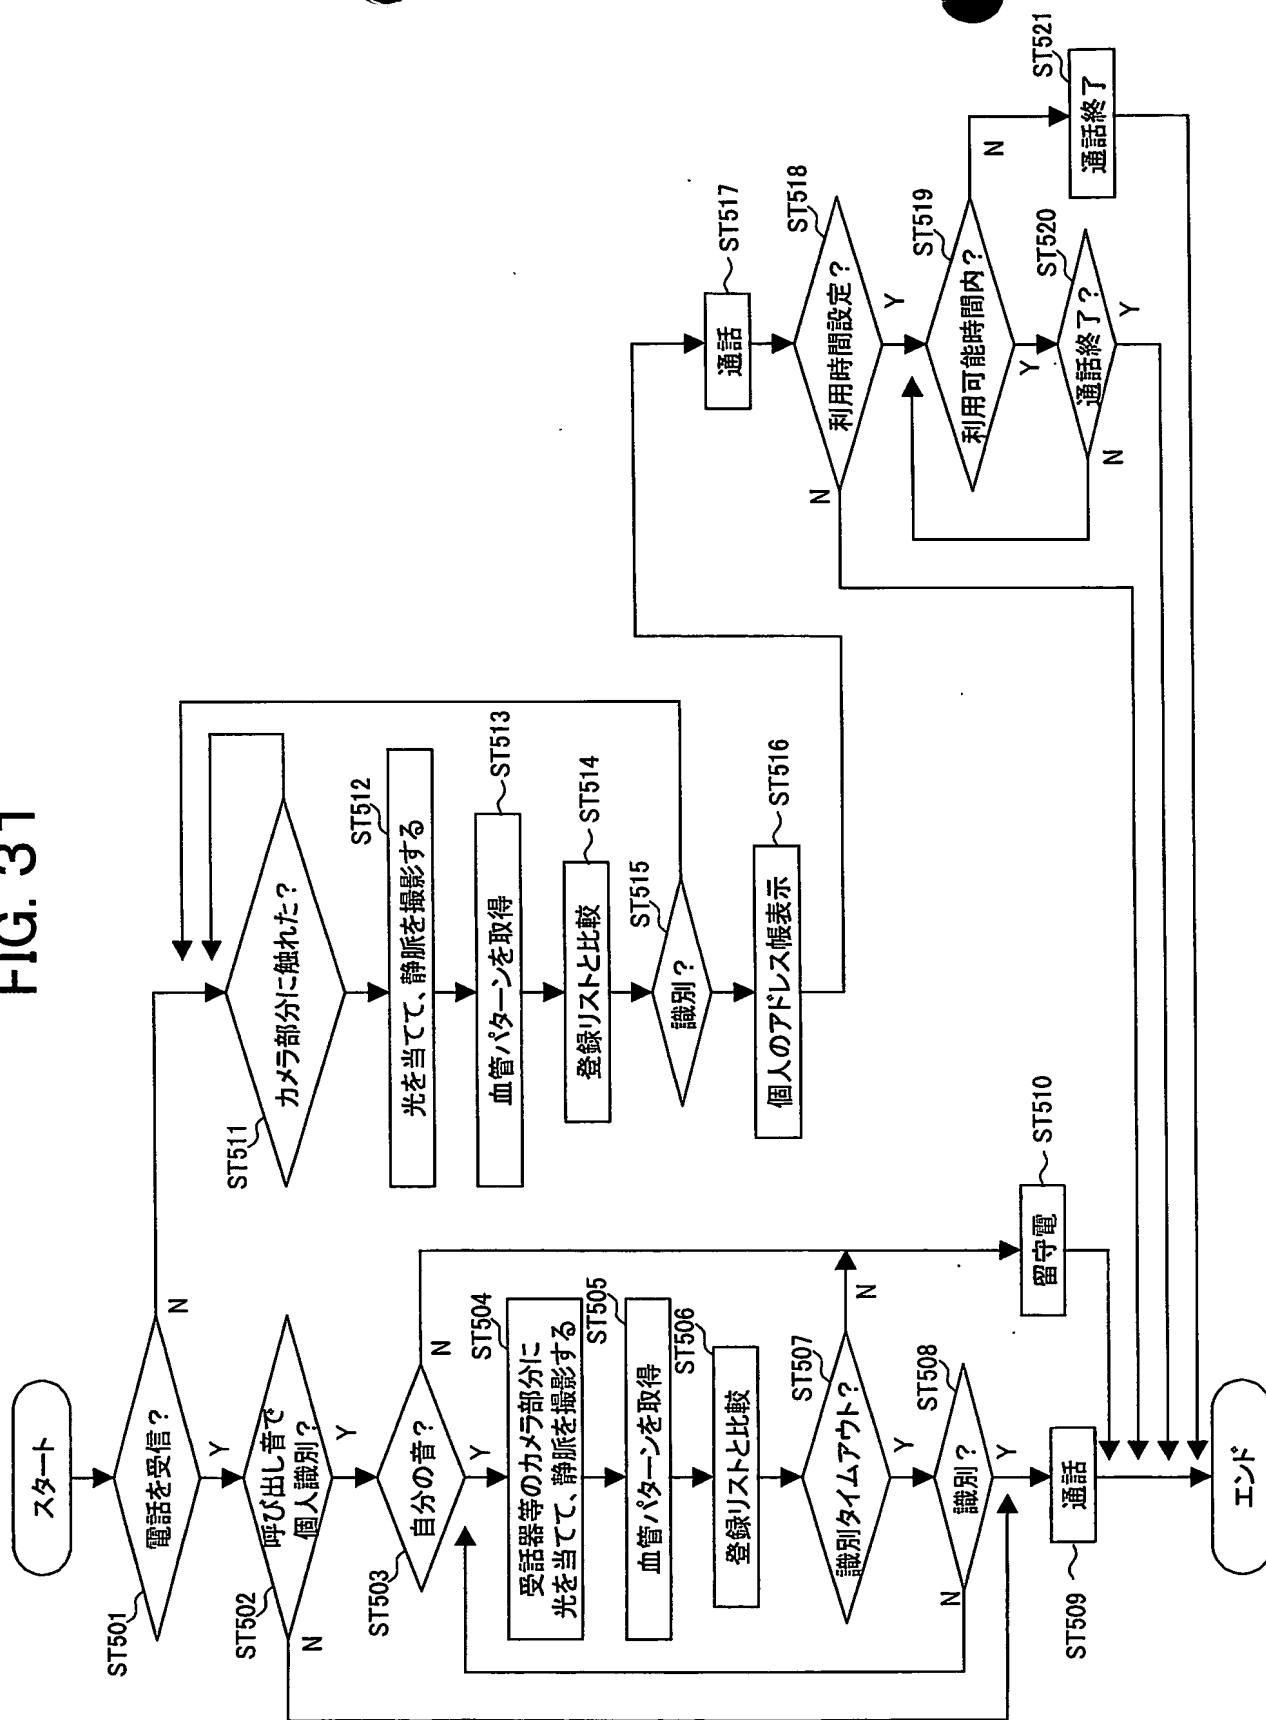 FIG. 31
スタート
ST501
電話を受信？
N
Y
ST502
呼び出し音で
個人識別？
N
Y
ST503
自分の音？
N
Y
ST504
受話器等のカメラ部分に
光を当てて、静脈を撮影する
ST505
血管パターンを取得
ST506
登録リストと比較
ST507
識別タイムアウト？
N
Y
ST508
識別？
N
Y
ST509
通話
ST510
留守電
エンド
ST511
カメラ部分に触れた？
ST512
光を当てて、静脈を撮影する
ST513
血管パターンを取得
ST514
登録リストと比較
ST515
識別？
ST516
個人のアドレス帳表示
ST517
通話
ST518
利用時間設定？
N
Y
ST519
利用可能時間内？
N
Y
ST520
通話終了？
N
Y
ST521
通話終了